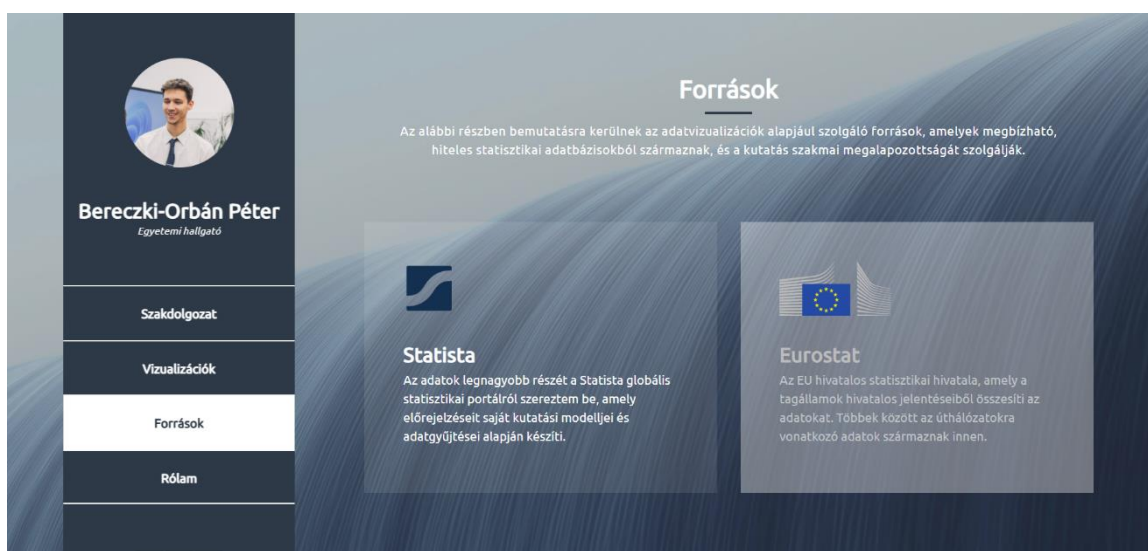 Bereczki-Orbán Péter
Egyetemi hallgató
Szakdolgozat
Vizualizációk
Források
Rólam
Források
Az alábbi részben bemutatásra kerülnek az adatvizualizációk alapjául szolgáló források, amelyek megbízható,
hiteles statisztikai adatbázisokból származnak, és a kutatás szakmai megalapozottságát szolgálják.
Statista
Az adatok legnagyobb részét a Statista globális
statisztikai portálról szereztem be, amely
előrejelzéseit saját kutatási modelljei és
adatgyűjtései alapján készíti.
Eurostat
Az EU hivatalos statisztikai hivatala, amely a
tagállamok hivatalos jelentéseiből összesíti az
adatokat. Többek között az úthálózatokra
vonatkozó adatok származnak innen.